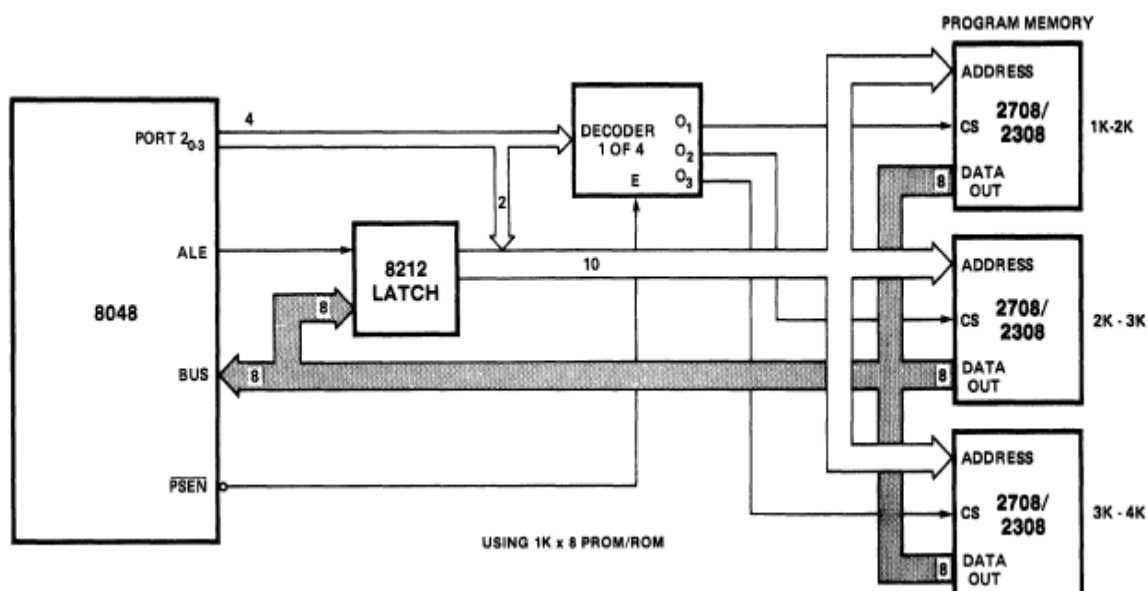 PROGRAM MEMORY
8048
PORT 2₀₋₃
4
ALE
BUS
8
P̅S̅E̅N̅
2
8212
LATCH
8
10
DECODER
1 OF 4
E
O₁
O₂
O₃
ADDRESS
2708/
2308
CS
DATA
OUT
8
1K-2K
ADDRESS
2708/
2308
CS
DATA
OUT
8
2K - 3K
ADDRESS
2708/
2308
CS
DATA
OUT
8
3K - 4K
USING 1K x 8 PROM/ROM